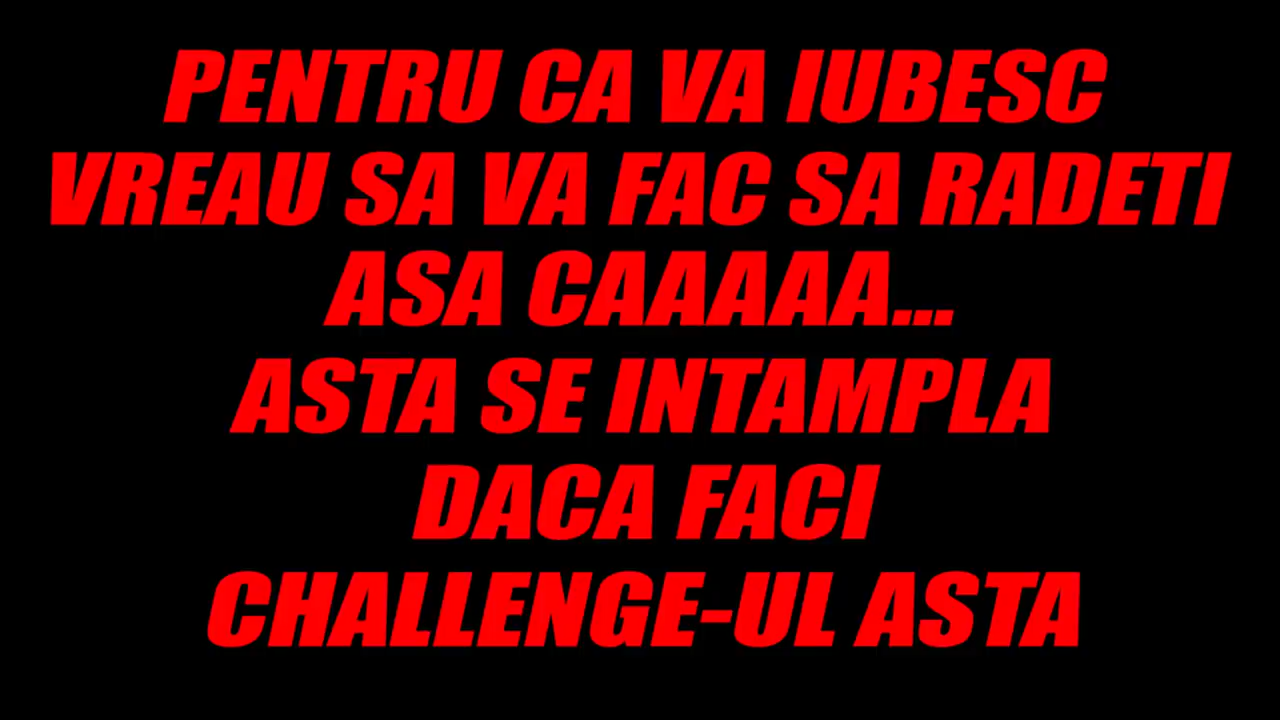 PENTRU CA VA IUBESC
VREAU SA VA FAC SA RADETI
ASA CAAAAA...
ASTA SE INTAMPLA
DACA FACI
CHALLENGE-UL ASTA